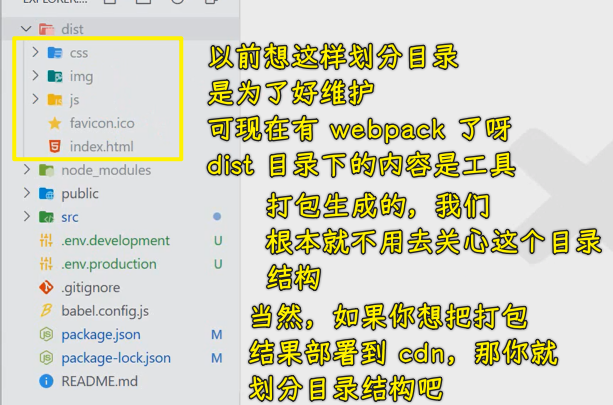 EXPLORER...
dist
css
img
js
favicon.ico
index.html
node_modules
public
src
.env.development U
.env.production U
.gitignore
babel.config.js
package.json M
package-lock.json M
README.md
以前想这样划分目录
是为了好维护
可现在有 webpack 了呀
dist 目录下的内容是工具
打包生成的，我们
根本就不用去关心这个目录
结构
当然，如果你想把打包
结果部署到 cdn，那你就
划分目录结构吧